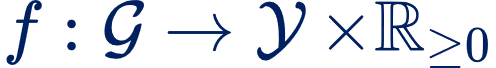 f : 𝒢 → 𝒴 × ℝ≥0